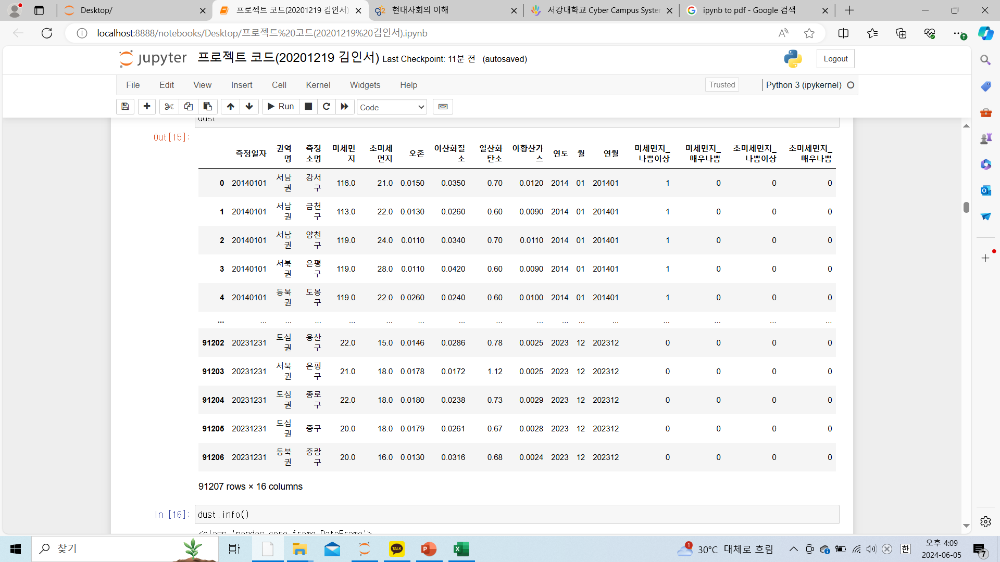 Desktop/
프로젝트 코드(20201219 김인서)
현대사회의 이해
서강대학교 Cyber Campus Syste
ipynb to pdf - Google 검색
localhost:8888/notebooks/Desktop/프로젝트%20코드(20201219%20김인서).ipynb
jupyter 프로젝트 코드(20201219 김인서) Last Checkpoint: 11분 전 (autosaved)
Logout
File Edit View Insert Cell Kernel Widgets Help
Trusted
Python 3 (ipykernel)
Run
Code
dust
Out[15]:
측정일자 권역명 측정소명 미세먼지 초미세먼지 오존 이산화질소 일산화탄소 아황산가스 연도 월 연월 미세먼지_나쁨이상 미세먼지_매우나쁨 초미세먼지_나쁨이상 초미세먼지_매우나쁨
0 20140101 서남권 강서구 116.0 21.0 0.0150 0.0350 0.70 0.0120 2014 01 201401 1 0 0 0
1 20140101 서남권 금천구 113.0 22.0 0.0130 0.0260 0.60 0.0090 2014 01 201401 1 0 0 0
2 20140101 서남권 양천구 119.0 24.0 0.0110 0.0340 0.70 0.0110 2014 01 201401 1 0 0 0
3 20140101 서북권 은평구 119.0 28.0 0.0110 0.0420 0.60 0.0090 2014 01 201401 1 0 0 0
4 20140101 동북권 도봉구 119.0 22.0 0.0260 0.0240 0.60 0.0100 2014 01 201401 1 0 0 0
... ... ... ... ... ... ... ... ... ... ... ... ... ... ... ... ...
91202 20231231 도심권 용산구 22.0 15.0 0.0146 0.0286 0.78 0.0025 2023 12 202312 0 0 0 0
91203 20231231 서북권 은평구 21.0 18.0 0.0178 0.0172 1.12 0.0025 2023 12 202312 0 0 0 0
91204 20231231 도심권 종로구 22.0 18.0 0.0180 0.0238 0.73 0.0029 2023 12 202312 0 0 0 0
91205 20231231 도심권 중구 20.0 18.0 0.0179 0.0261 0.67 0.0028 2023 12 202312 0 0 0 0
91206 20231231 동북권 중랑구 20.0 16.0 0.0130 0.0316 0.68 0.0024 2023 12 202312 0 0 0 0
91207 rows × 16 columns
In [16]: dust.info()
<class 'pandas.core.frame.DataFrame'>
찾기
TALK
1
30°C 대체로 흐림
한
오후 4:09
2024-06-05
7